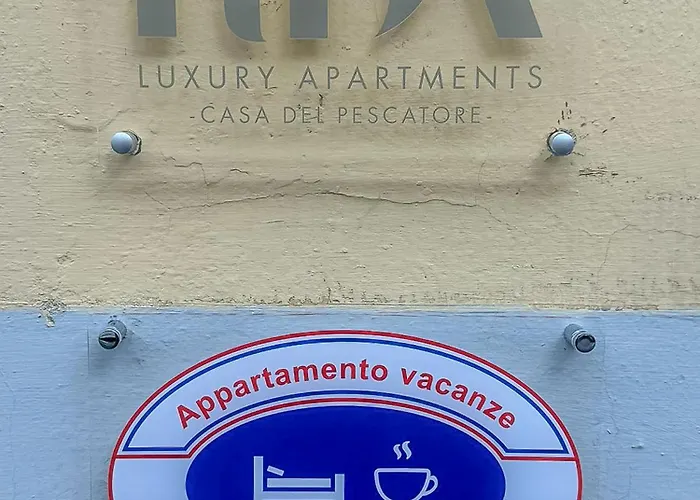 LUXURY APARTMENTS
-CASA DEL PESCATORE-
Appartamento vacanze